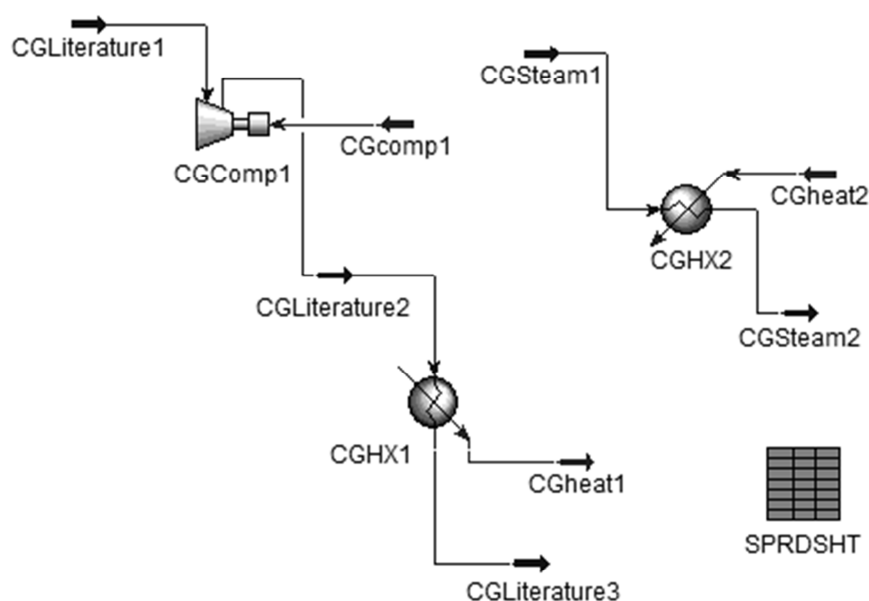 CGLiterature1
CGSteam1
CGcomp1
CGComp1
CGheat2
CGHX2
CGLiterature2
CGSteam2
CGHX1
CGheat1
SPRDSHT
CGLiterature3